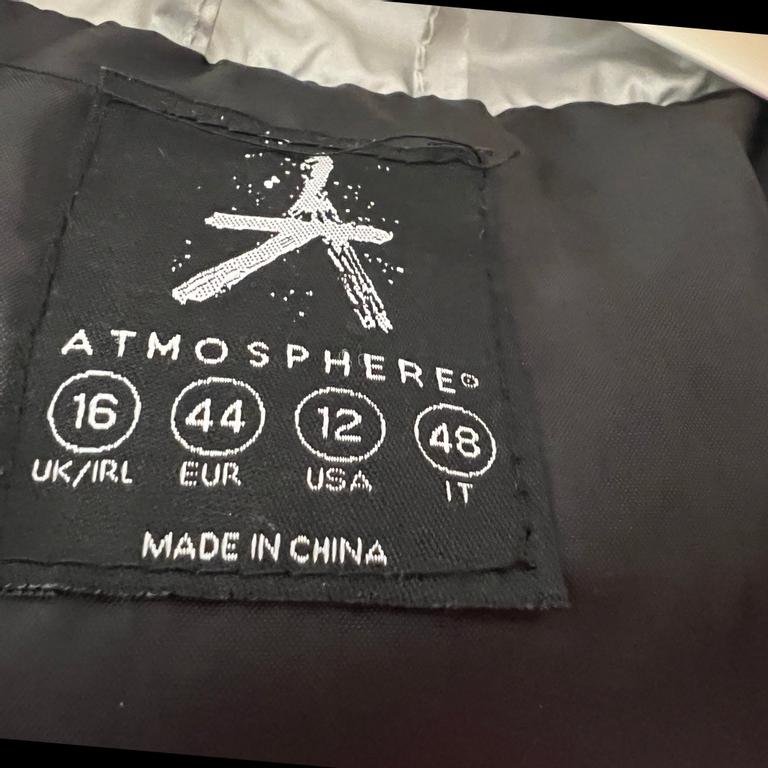 ATMOSPHERE®
16 44 12 48
UK/IRL EUR USA IT
MADE IN CHINA